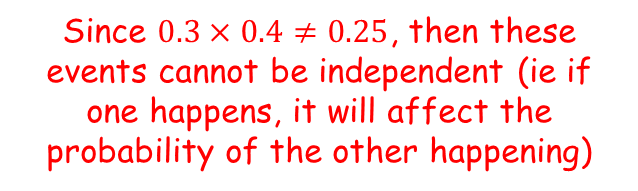 Since 0.3 × 0.4 ≠ 0.25, then these
events cannot be independent (ie if
one happens, it will affect the
probability of the other happening)